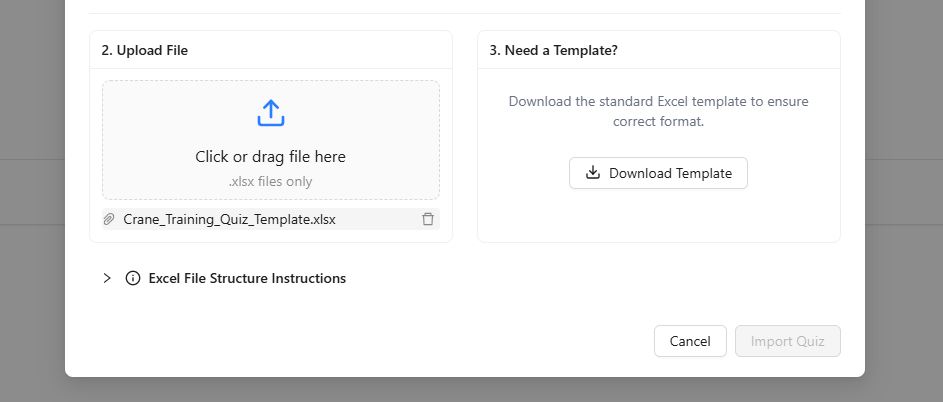 2. Upload File
Click or drag file here
.xlsx files only
Crane_Training_Quiz_Template.xlsx
3. Need a Template?
Download the standard Excel template to ensure
correct format.
Download Template
Excel File Structure Instructions
Cancel
Import Quiz